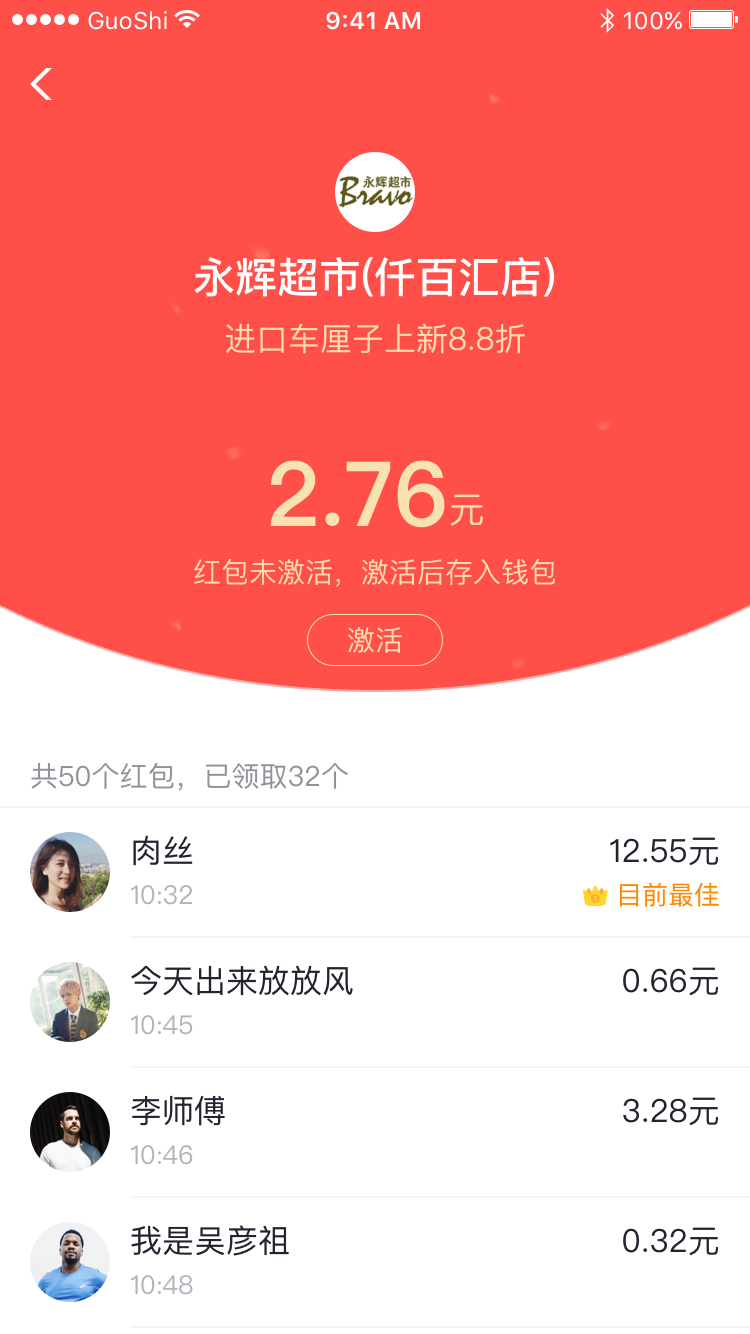 GuoShi 9:41 AM 100%
永辉超市
Bravo
永辉超市(仟百汇店)
进口车厘子上新8.8折
2.76元
红包未激活，激活后存入钱包
激活
共50个红包，已领取32个
肉丝 12.55元
10:32 目前最佳
今天出来放放风 0.66元
10:45
李师傅 3.28元
10:46
我是吴彦祖 0.32元
10:48